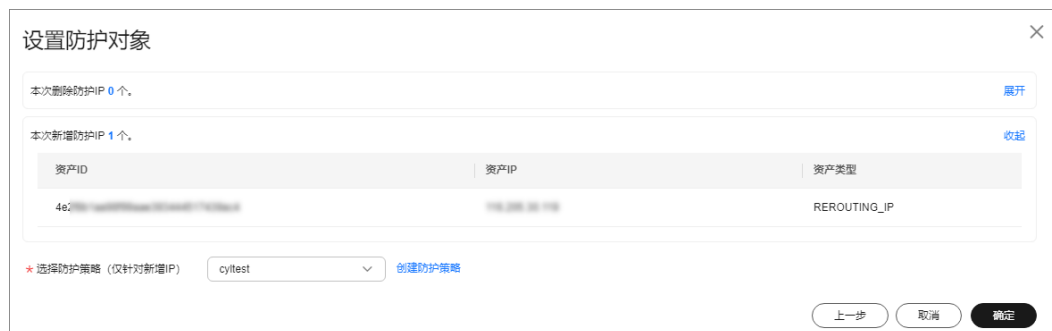 设置防护对象
本次删除防护IP 0 个。 展开
本次新增防护IP 1 个。 收起
资产ID 资产IP 资产类型
4e2 REROUTING_IP
* 选择防护策略（仅针对新增IP） cyltest 创建防护策略
上一步 取消 确定